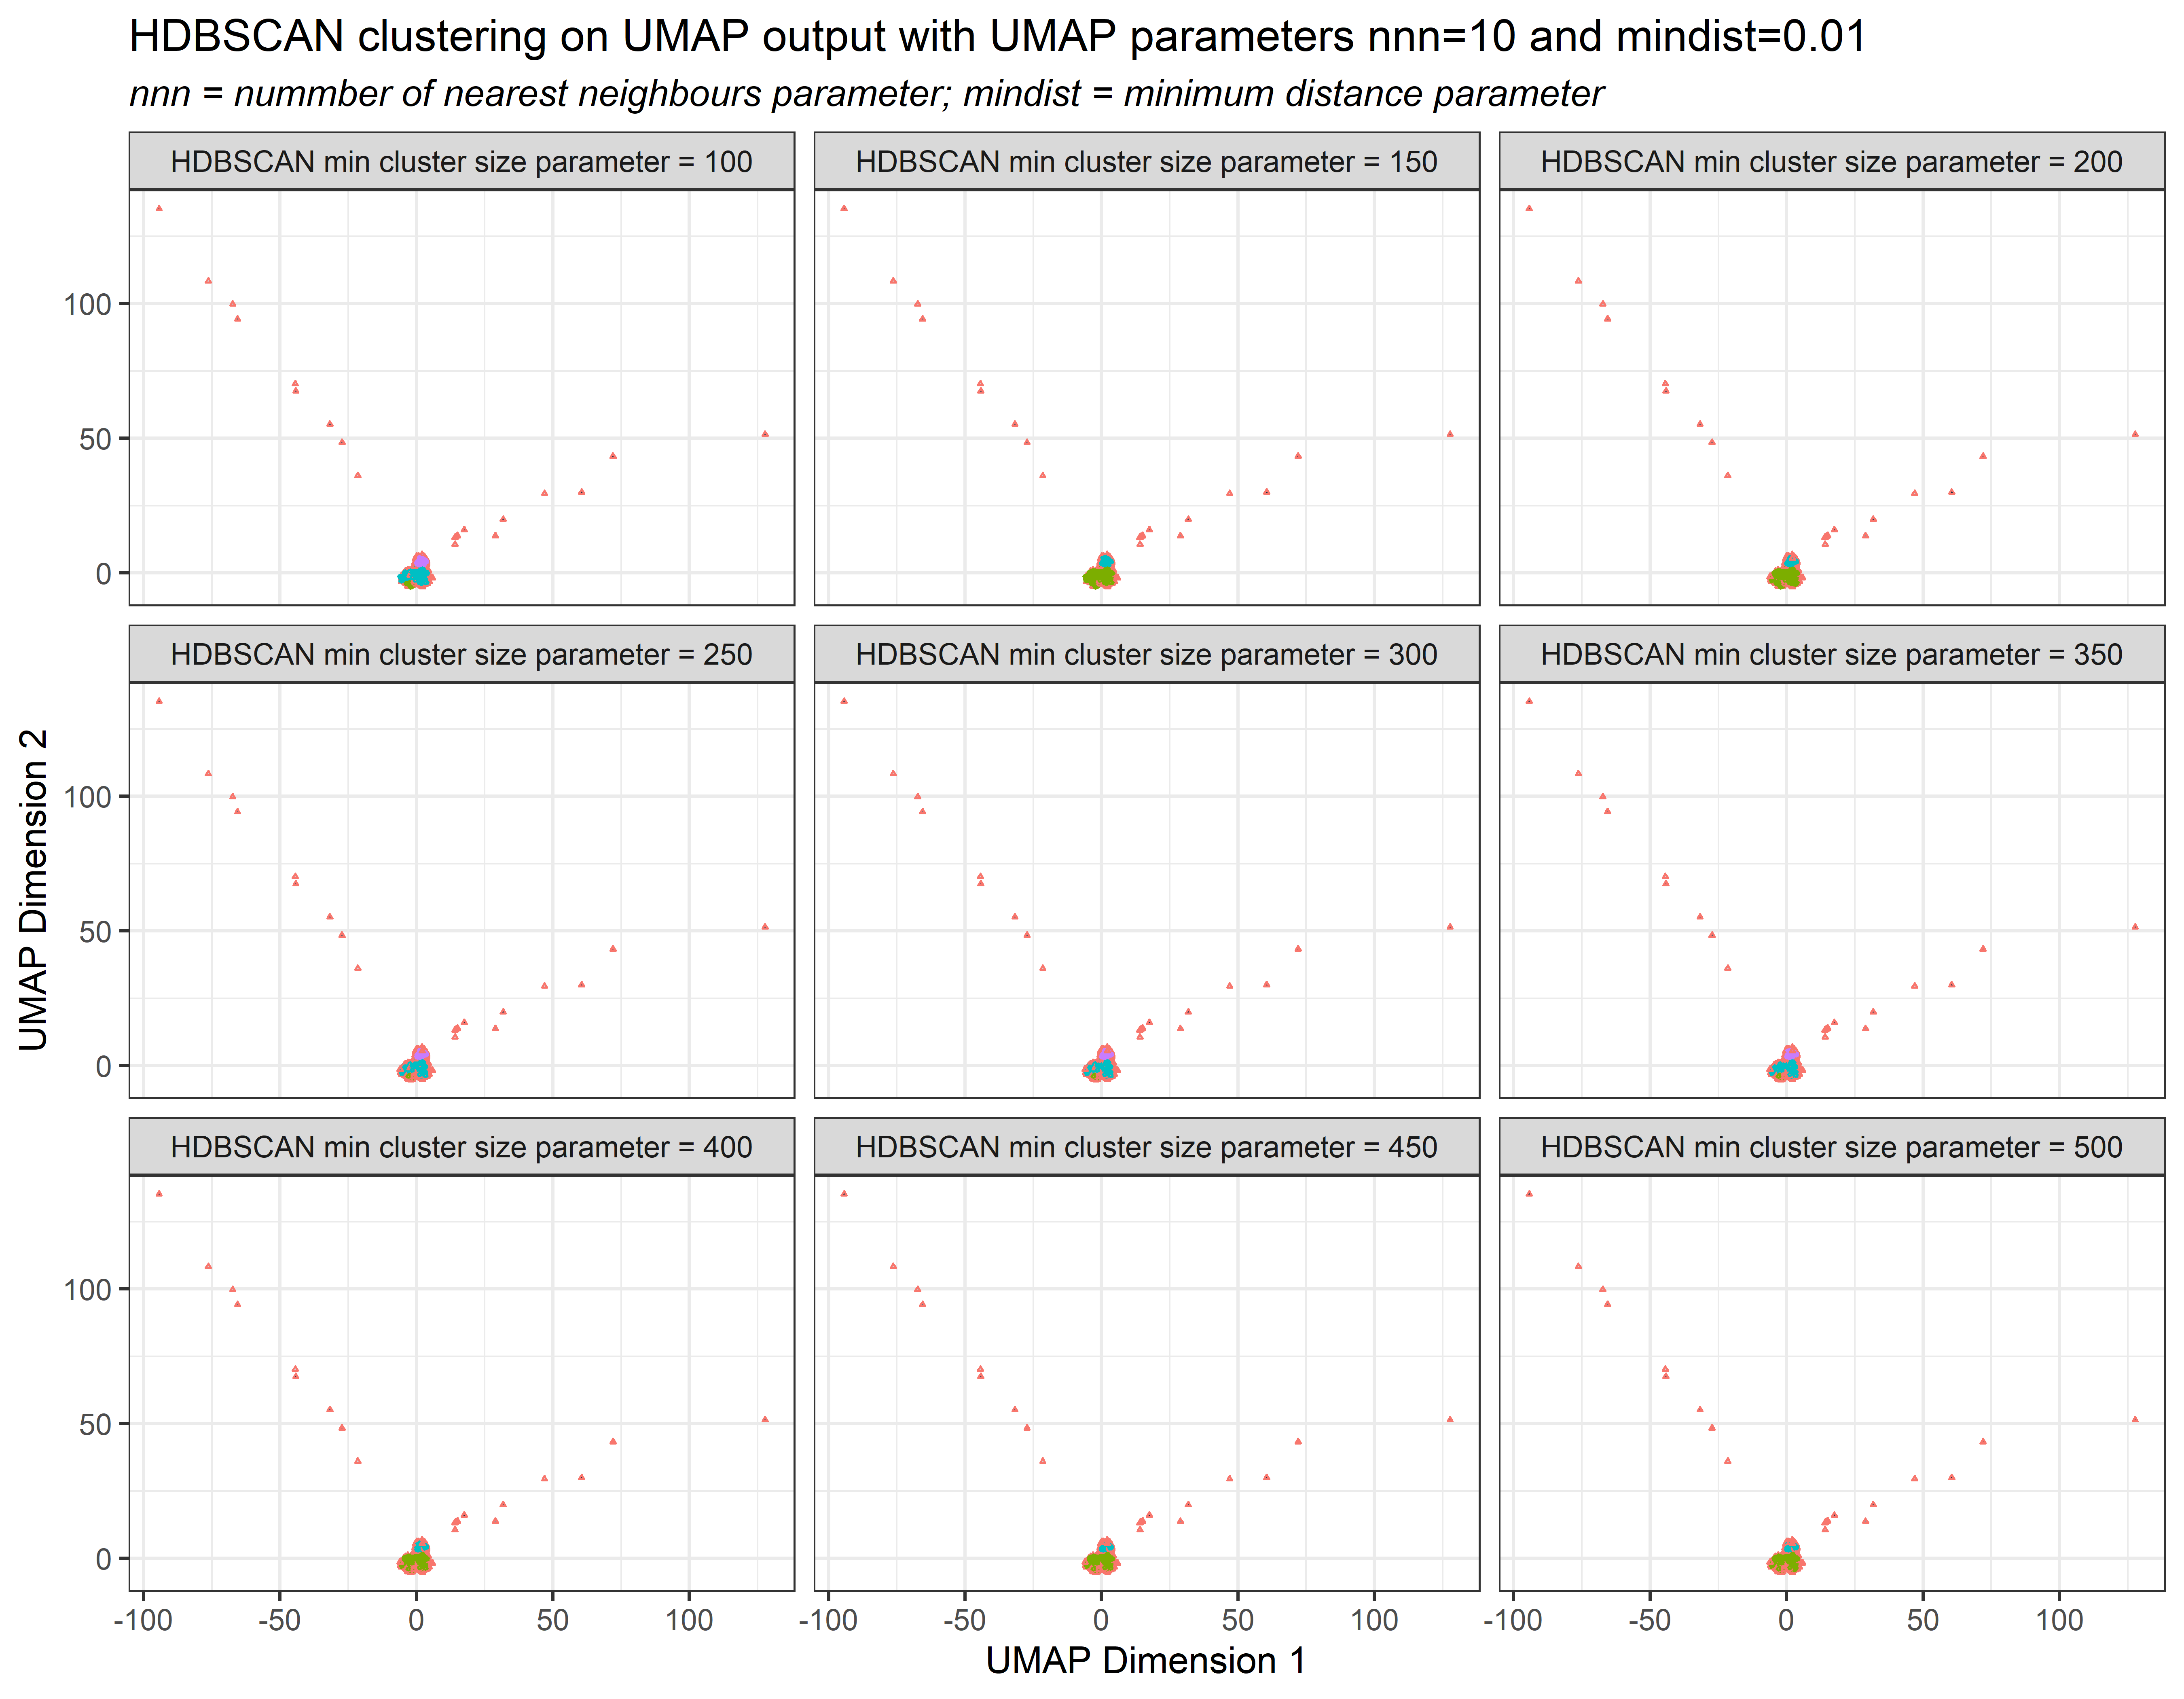 HDBSCAN clustering on UMAP output with UMAP parameters nnn=10 and mindist=0.01
nnn = nummber of nearest neighbours parameter; mindist = minimum distance parameter
HDBSCAN min cluster size parameter = 100
HDBSCAN min cluster size parameter = 150
HDBSCAN min cluster size parameter = 200
100
50
0
HDBSCAN min cluster size parameter = 250
HDBSCAN min cluster size parameter = 300
HDBSCAN min cluster size parameter = 350
UMAP Dimension 2
100
50
0
HDBSCAN min cluster size parameter = 400
HDBSCAN min cluster size parameter = 450
HDBSCAN min cluster size parameter = 500
100
50
0
-100 -50 0 50 100
-100 -50 0 50 100
-100 -50 0 50 100
UMAP Dimension 1